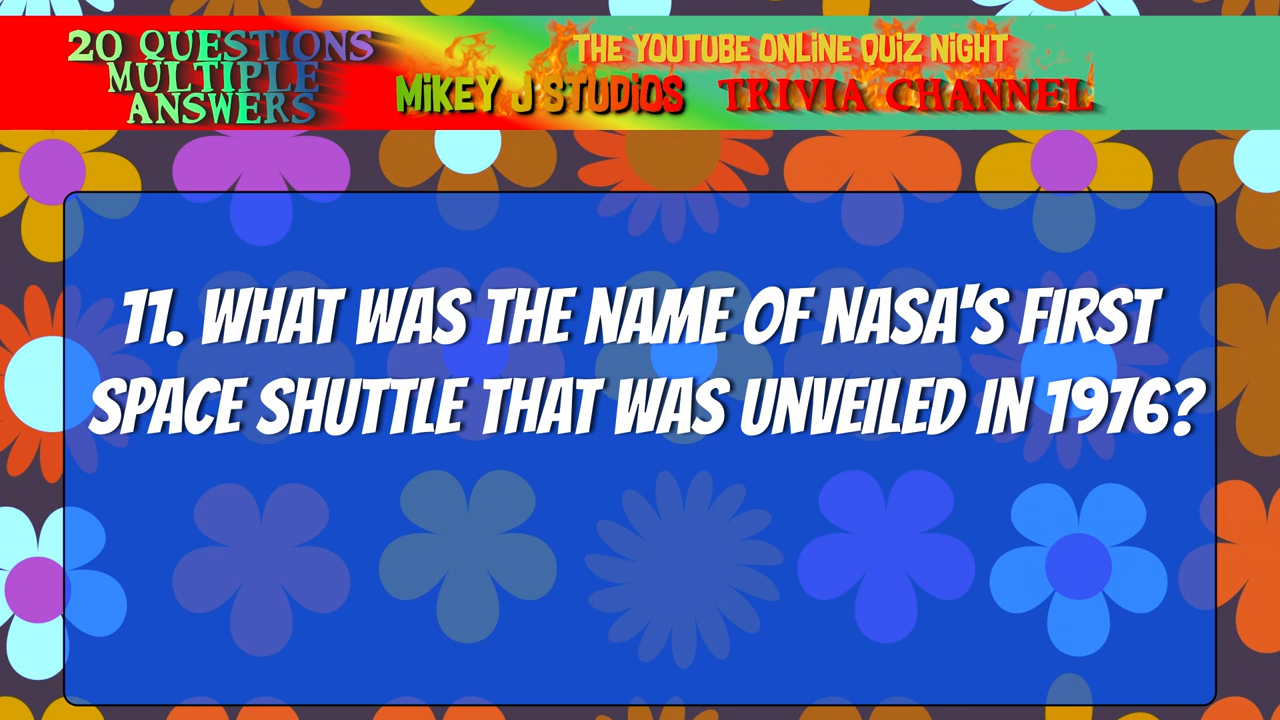 20 QUESTIONS
MULTIPLE
ANSWERS
THE YOUTUBE ONLINE QUIZ NIGHT
MIKEY J STUDIOS TRIVIA CHANNEL
11. WHAT WAS THE NAME OF NASA'S FIRST
SPACE SHUTTLE THAT WAS UNVEILED IN 1976?